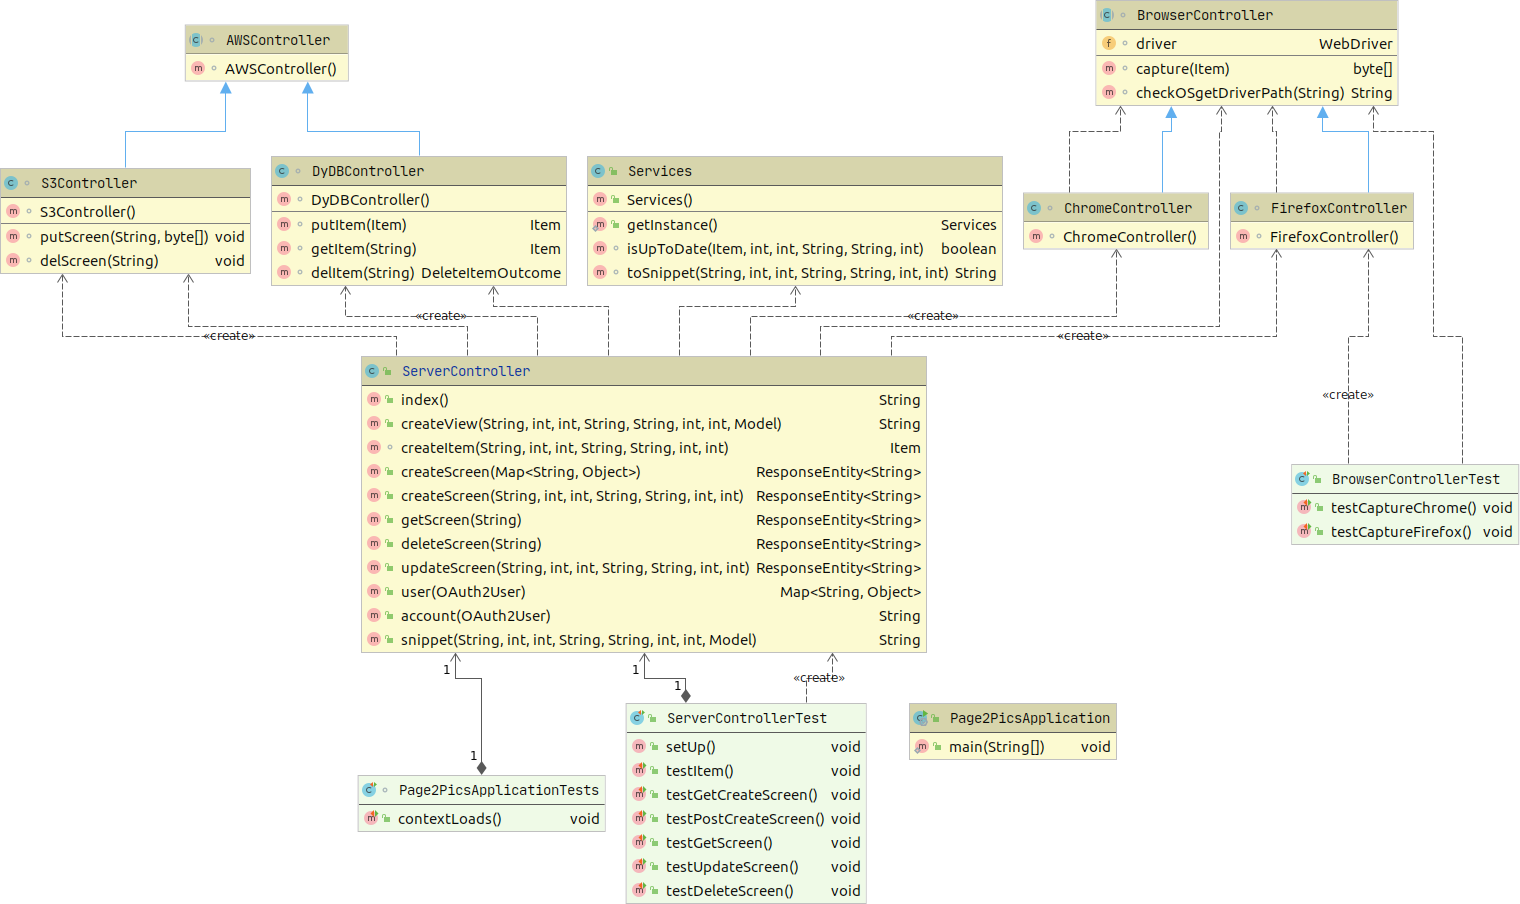 AWSController
AWSController()
BrowserController
driver WebDriver
capture(Item) byte[]
checkOSgetDriverPath(String) String
S3Controller
S3Controller()
putScreen(String, byte[]) void
delScreen(String) void
DyDBController
DyDBController()
putItem(Item) Item
getItem(String) Item
delItem(String) DeleteItemOutcome
Services
Services()
getInstance() Services
isUpToDate(Item, int, int, String, String, int) boolean
toSnippet(String, int, int, String, String, int, int) String
ChromeController
ChromeController()
FirefoxController
FirefoxController()
«create»
«create»
«create»
«create»
ServerController
index() String
createView(String, int, int, String, String, int, int, Model) String
createItem(String, int, int, String, String, int, int) Item
createScreen(Map<String, Object>) ResponseEntity<String>
createScreen(String, int, int, String, String, int, int) ResponseEntity<String>
getScreen(String) ResponseEntity<String>
deleteScreen(String) ResponseEntity<String>
updateScreen(String, int, int, String, String, int, int) ResponseEntity<String>
user(OAuth2User) Map<String, Object>
account(OAuth2User) String
snippet(String, int, int, String, String, int, int, Model) String
«create»
BrowserControllerTest
testCaptureChrome() void
testCaptureFirefox() void
1
1
1
1
«create»
ServerControllerTest
setUp() void
testItem() void
testGetCreateScreen() void
testPostCreateScreen() void
testGetScreen() void
testUpdateScreen() void
testDeleteScreen() void
Page2PicsApplication
main(String[]) void
Page2PicsApplicationTests
contextLoads() void